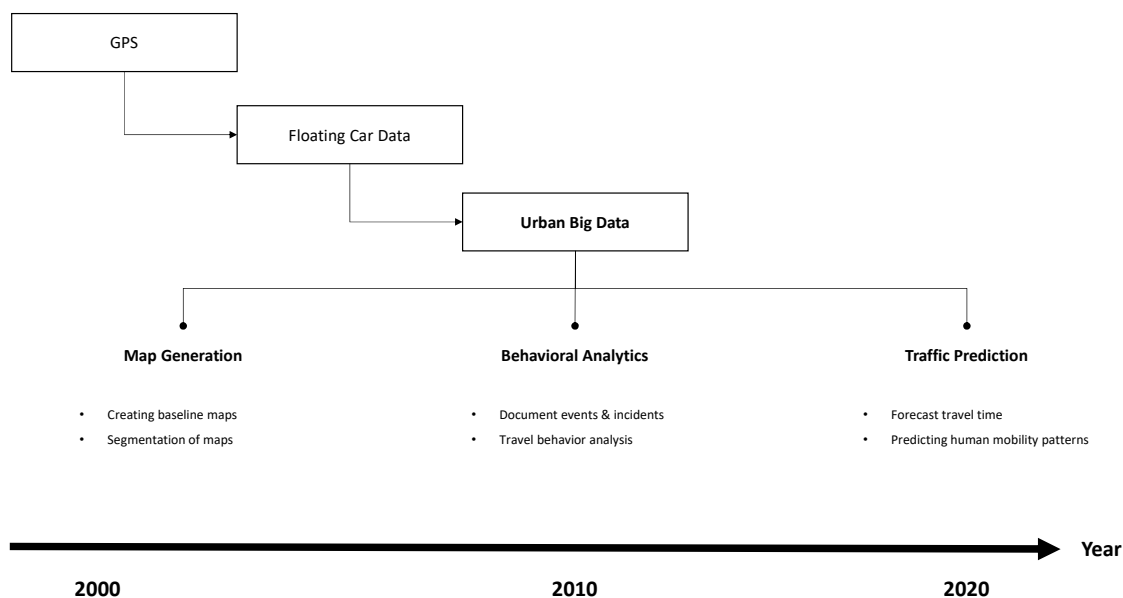 GPS
Floating Car Data
Urban Big Data
Map Generation
• Creating baseline maps
• Segmentation of maps
Behavioral Analytics
• Document events & incidents
• Travel behavior analysis
Traffic Prediction
• Forecast travel time
• Predicting human mobility patterns
Year
2000
2010
2020